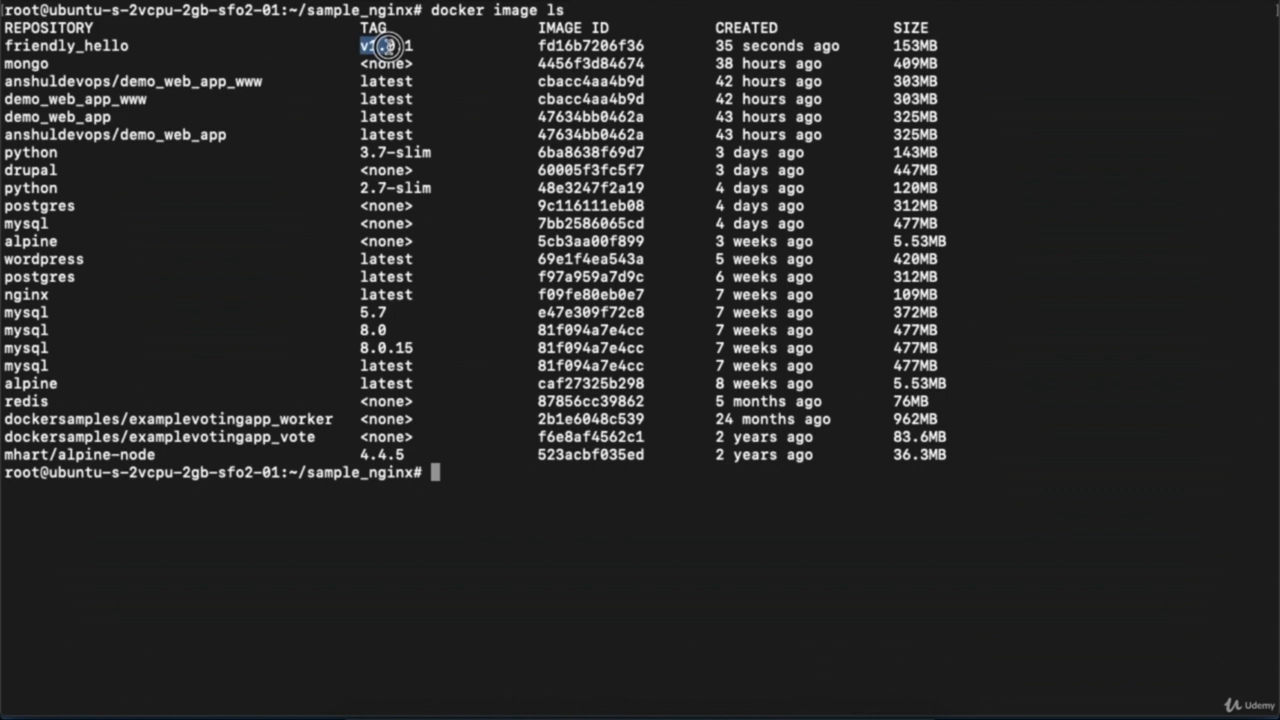 root@ubuntu-s-2vcpu-2gb-sfo2-01:~/sample_nginx# docker image ls
REPOSITORY TAG IMAGE ID CREATED SIZE
friendly_hello v1.0.1 fd16b7206f36 35 seconds ago 153MB
mongo <none> 4456f3d84674 38 hours ago 409MB
anshuldevops/demo_web_app_www latest cbacc4aa4b9d 42 hours ago 303MB
demo_web_app_www latest cbacc4aa4b9d 42 hours ago 303MB
demo_web_app latest 47634bb0462a 43 hours ago 325MB
anshuldevops/demo_web_app latest 47634bb0462a 43 hours ago 325MB
python 3.7-slim 6ba8638f69d7 3 days ago 143MB
drupal <none> 60005f3fc5f7 3 days ago 447MB
python 2.7-slim 48e3247f2a19 4 days ago 120MB
postgres <none> 9c116111eb08 4 days ago 312MB
mysql <none> 7bb2586065cd 4 days ago 477MB
alpine <none> 5cb3aa00f899 3 weeks ago 5.53MB
wordpress latest 69e1f4ea543a 5 weeks ago 420MB
postgres latest f97a959a7d9c 6 weeks ago 312MB
nginx latest f09fe80eb0e7 7 weeks ago 109MB
mysql 5.7 e47e309f72c8 7 weeks ago 372MB
mysql 8.0 81f094a7e4cc 7 weeks ago 477MB
mysql 8.0.15 81f094a7e4cc 7 weeks ago 477MB
mysql latest 81f094a7e4cc 7 weeks ago 477MB
alpine latest caf27325b298 8 weeks ago 5.53MB
redis <none> 87856cc39862 5 months ago 76MB
dockersamples/examplevotingapp_worker <none> 2b1e6048c539 24 months ago 962MB
dockersamples/examplevotingapp_vote <none> f6e8af4562c1 2 years ago 83.6MB
mhart/alpine-node 4.4.5 523acbf035ed 2 years ago 36.3MB
root@ubuntu-s-2vcpu-2gb-sfo2-01:~/sample_nginx#
Udemy